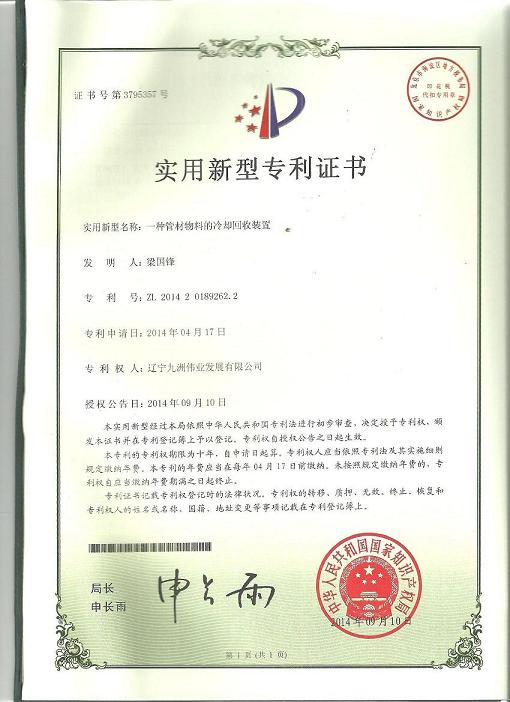 证书号第3795357号
印花税
代扣专用章
实用新型专利证书
实用新型名称：一种管材物料的冷却回收装置
发 明 人：梁国锋
专 利 号：ZL 2014 2 0189262.2
专利申请日：2014年04月17日
专 利 权 人：辽宁九洲伟业发展有限公司
授权公告日：2014年09月10日
本实用新型经过本局依照中华人民共和国专利法进行初步审查，决定授予专利权，颁
发本证书并在专利登记簿上予以登记。专利权自授权公告之日起生效。
本专利的专利权期限为十年，自申请日起算。专利权人应当依照专利法及其实施细则
规定缴纳年费。本专利的年费应当在每年04月17日前缴纳。未按照规定缴纳年费的，专
利权自应当缴纳年费期满之日起终止。
专利证书记载专利权登记时的法律状况。专利权的转移、质押、无效、终止、恢复和
专利权人的姓名或名称、国籍、地址变更等事项记载在专利登记簿上。
局长
申长雨
申长雨
中华人民共和国国家知识产权局
2014年09月10日
第 1 页 (共 1 页)